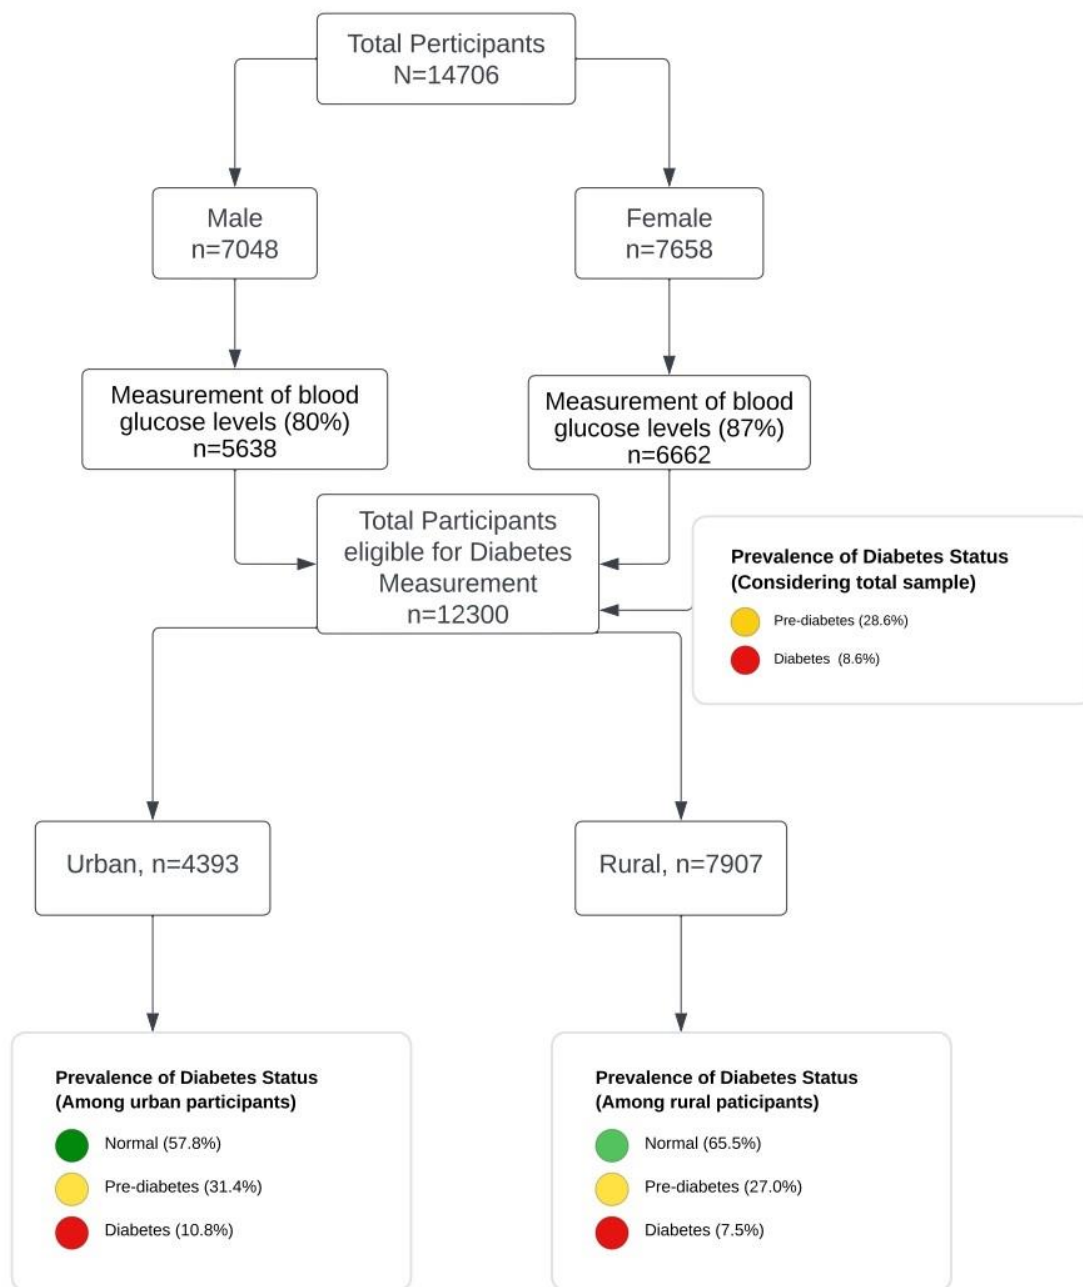 Total Perticipants
N=14706
Male
n=7048
Female
n=7658
Measurement of blood
glucose levels (80%)
n=5638
Measurement of blood
glucose levels (87%)
n=6662
Total Participants
eligible for Diabetes
Measurement
n=12300
Prevalence of Diabetes Status
(Considering total sample)
Pre-diabetes (28.6%)
Diabetes (8.6%)
Urban, n=4393
Rural, n=7907
Prevalence of Diabetes Status
(Among urban participants)
Normal (57.8%)
Pre-diabetes (31.4%)
Diabetes (10.8%)
Prevalence of Diabetes Status
(Among rural paticipants)
Normal (65.5%)
Pre-diabetes (27.0%)
Diabetes (7.5%)